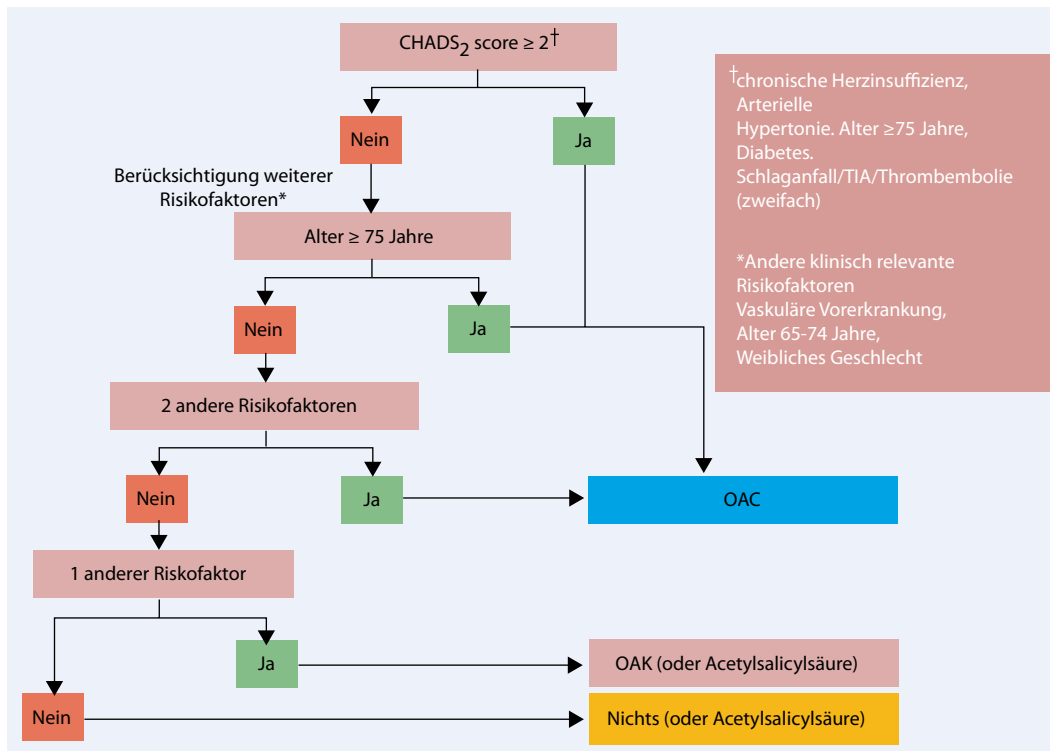 CHADS2 score ≥ 2†
Nein
Ja
Berücksichtigung weiterer
Risikofaktoren*
Alter ≥ 75 Jahre
Nein
Ja
2 andere Risikofaktoren
Nein
Ja
OAC
1 anderer Riskofaktor
Ja
OAK (oder Acetylsalicylsäure)
Nein
Nichts (oder Acetylsalicylsäure)
†chronische Herzinsuffizienz,
Arterielle
Hypertonie. Alter ≥75 Jahre,
Diabetes.
Schlaganfall/TIA/Thrombembolie
(zweifach)
*Andere klinisch relevante
Risikofaktoren
Vaskuläre Vorerkrankung,
Alter 65-74 Jahre,
Weibliches Geschlecht